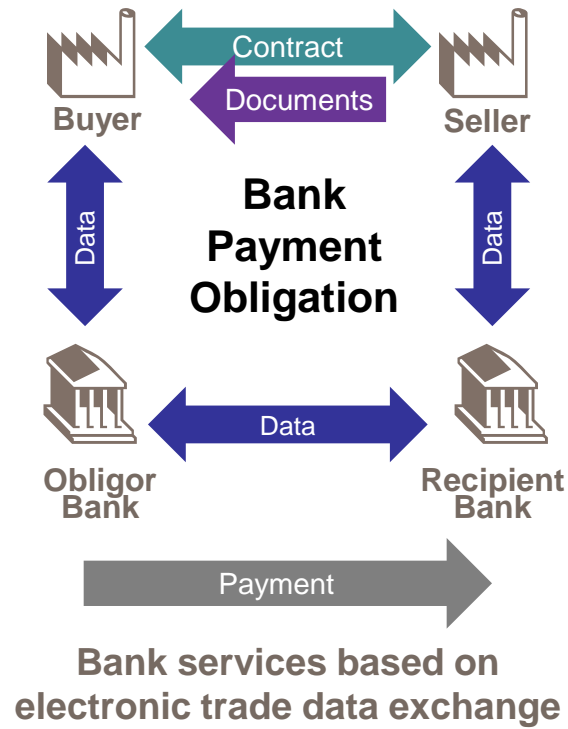 Contract
Documents
Buyer
Seller
Data
Bank
Payment
Obligation
Data
Data
Obligor
Bank
Recipient
Bank
Payment
Bank services based on
electronic trade data exchange